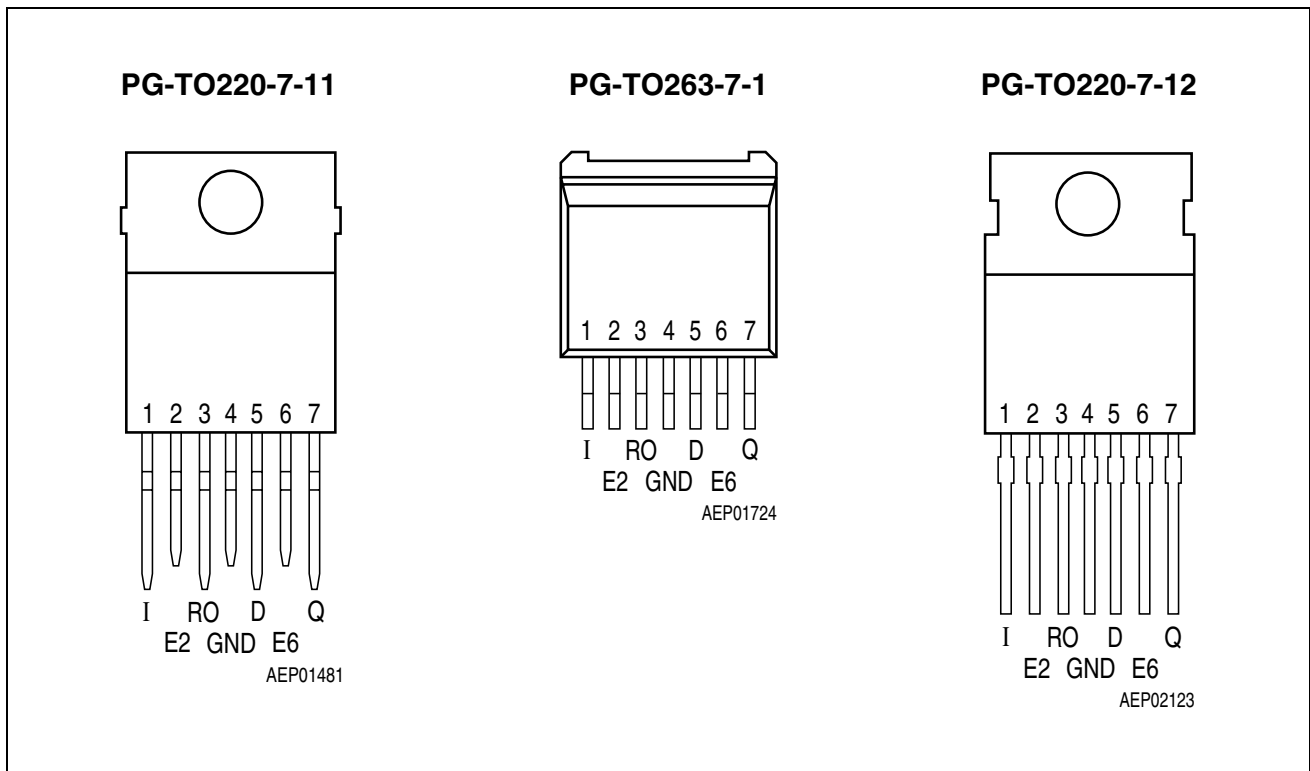 PG-TO220-7-11
1 2 3 4 5 6 7
I RO D Q
E2 GND E6
AEP01481
PG-TO263-7-1
1 2 3 4 5 6 7
I RO D Q
E2 GND E6
AEP01724
PG-TO220-7-12
1 2 3 4 5 6 7
I RO D Q
E2 GND E6
AEP02123